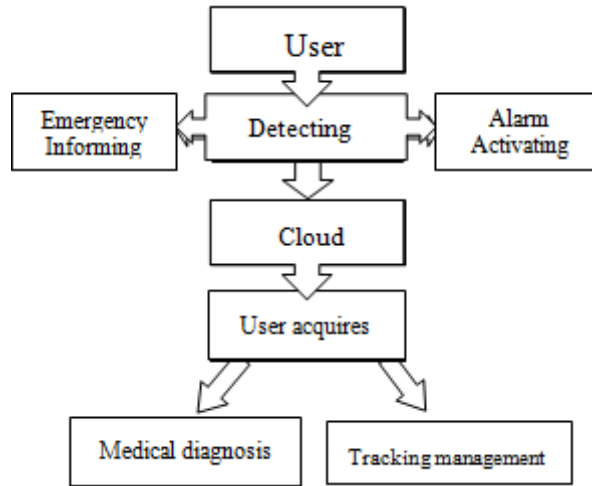 User
Emergency
Informing
Detecting
Alarm
Activating
Cloud
User acquires
Medical diagnosis
Tracking management